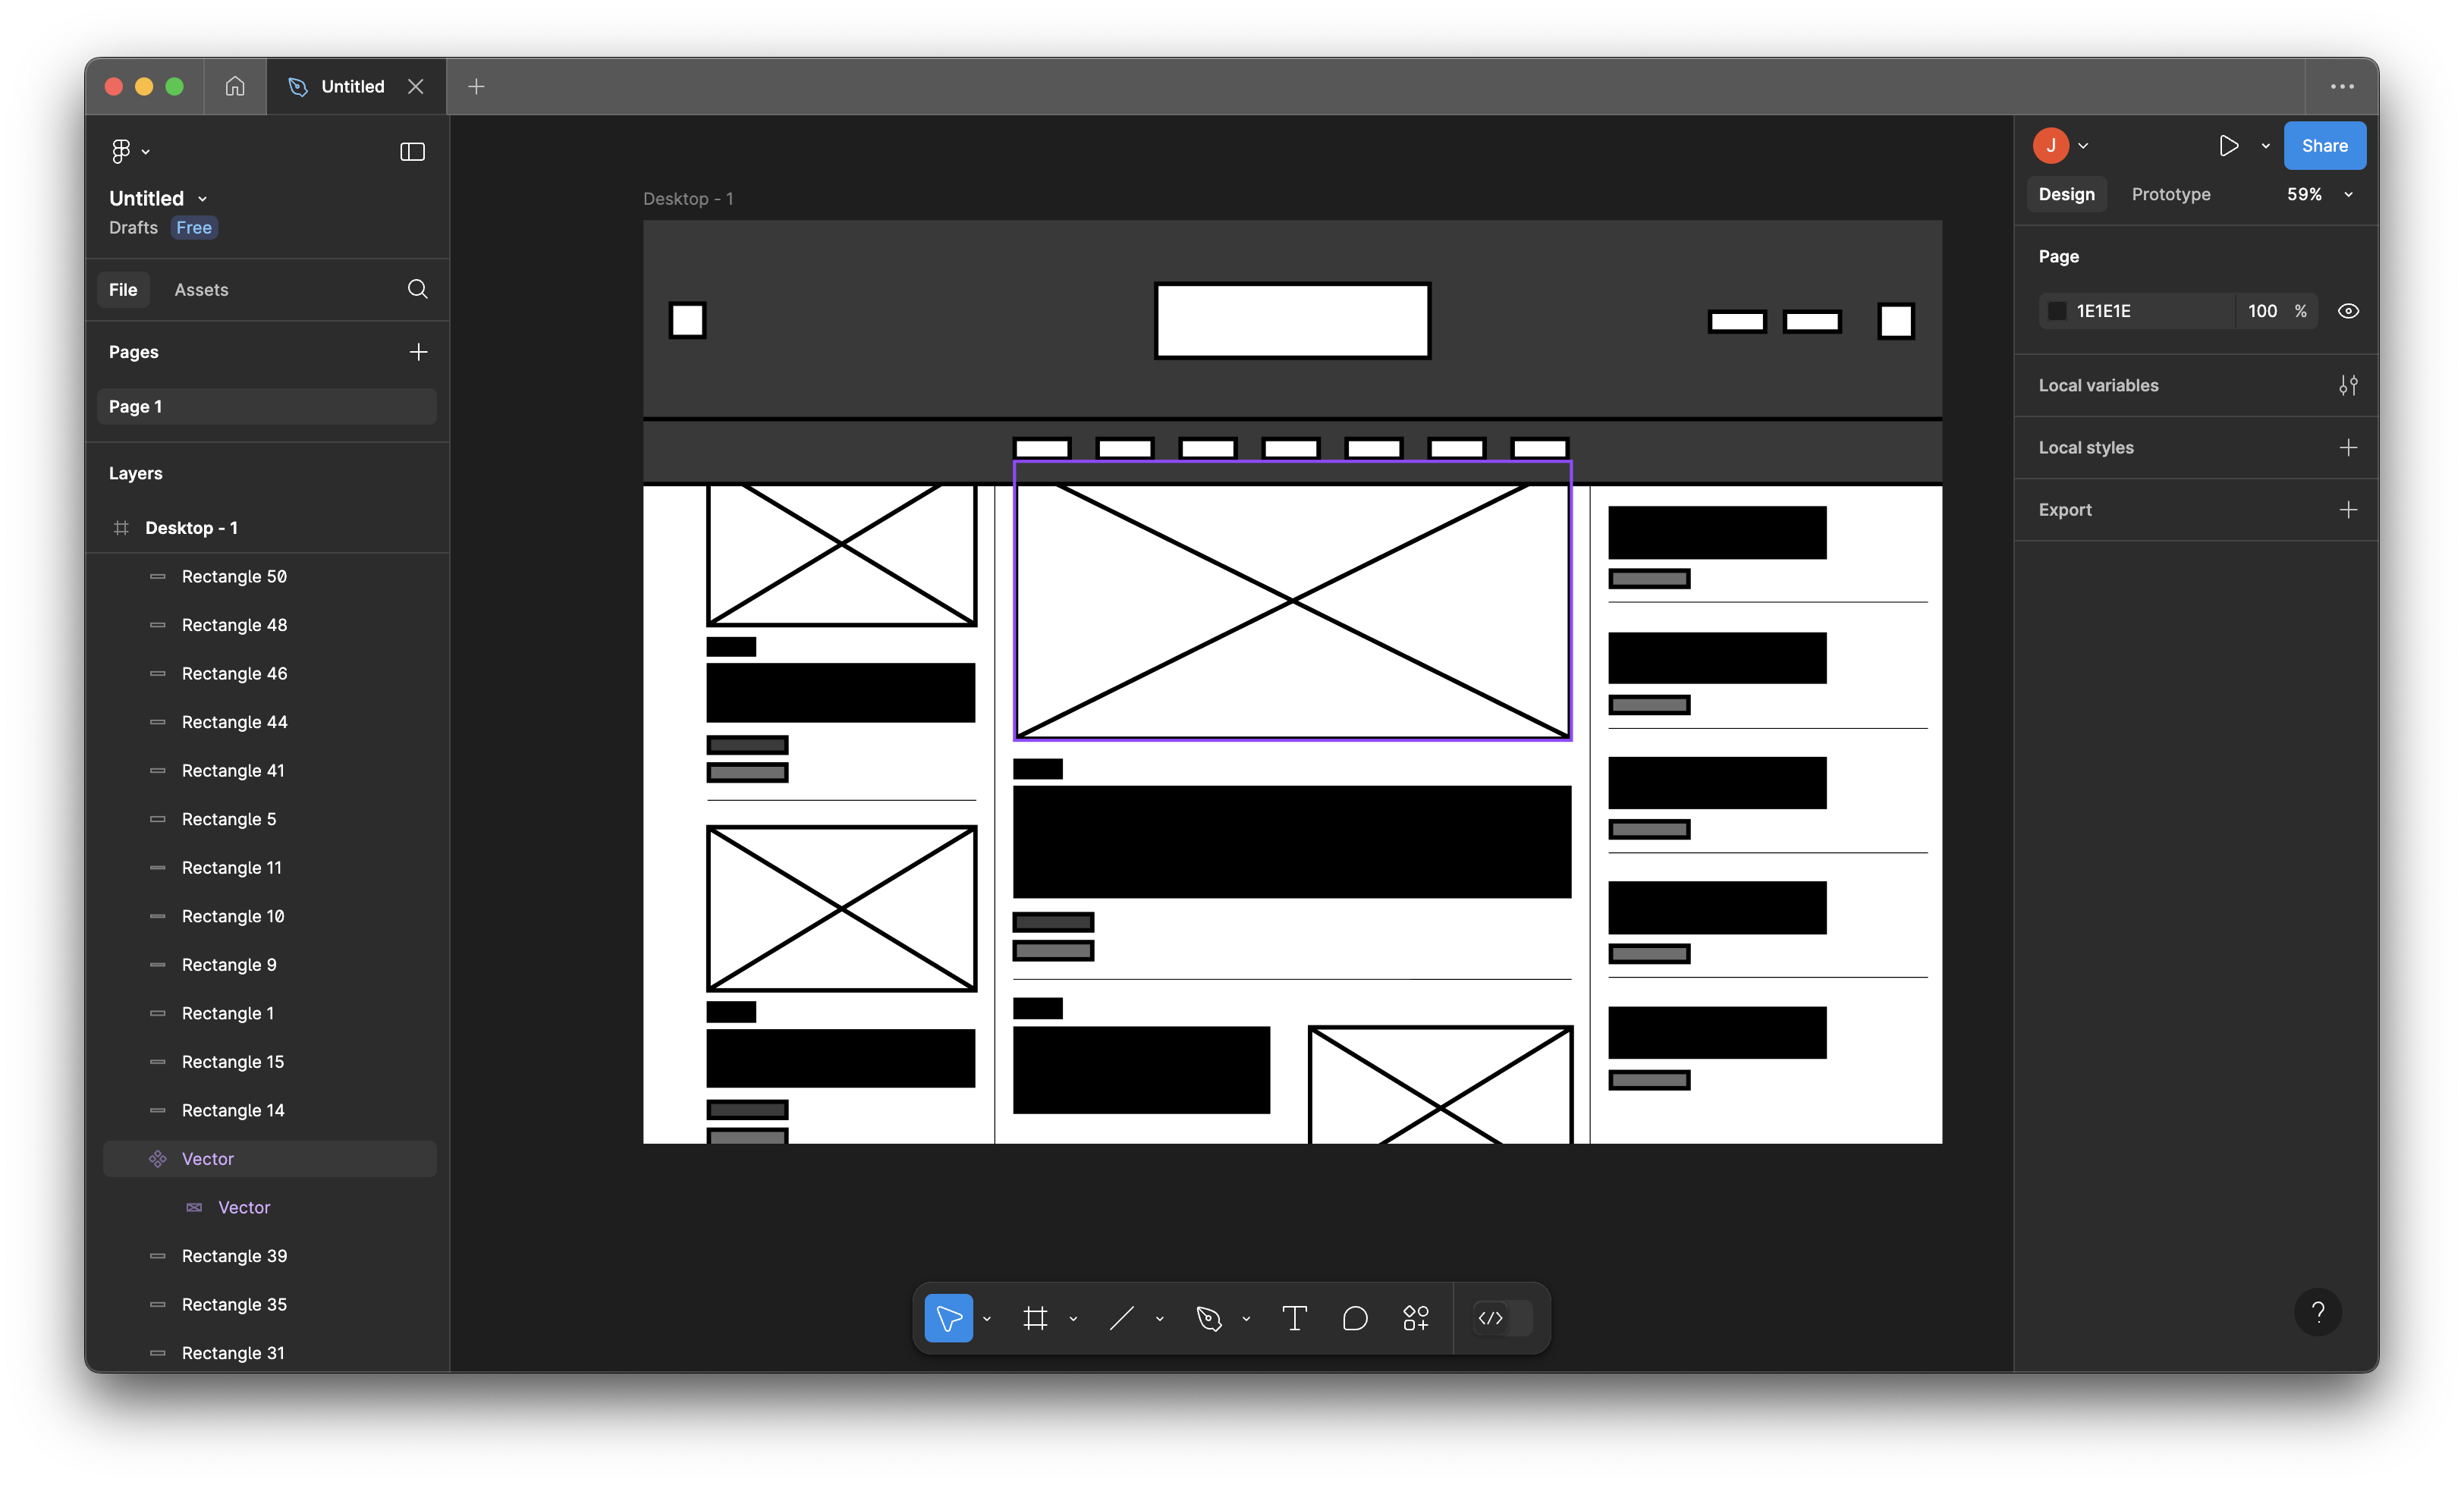 Untitled
Untitled
Drafts Free
File Assets
Pages
Page 1
Layers
Desktop - 1
Rectangle 50
Rectangle 48
Rectangle 46
Rectangle 44
Rectangle 41
Rectangle 5
Rectangle 11
Rectangle 10
Rectangle 9
Rectangle 1
Rectangle 15
Rectangle 14
Vector
Vector
Rectangle 39
Rectangle 35
Rectangle 31
Desktop - 1
J
Share
Design Prototype 59%
Page
1E1E1E 100 %
Local variables
Local styles
Export
?